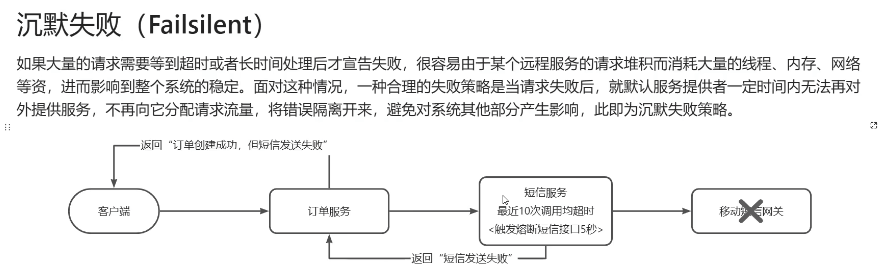 沉默失败（Failsilent）
如果大量的请求需要等到超时或者长时间处理后才宣告失败，很容易由于某个远程服务的请求堆积而消耗大量的线程、内存、网络
等资，进而影响到整个系统的稳定。面对这种情况，一种合理的失败策略是当请求失败后，就默认服务提供者一定时间内无法再对
外提供服务，不再向它分配请求流量，将错误隔离开来，避免对系统其他部分产生影响，此即为沉默失败策略。
返回“订单创建成功，但短信发送失败”
客户端
订单服务
短信服务
最近10次调用均超时
<触发熔断短信接口5秒>
移动短信网关
返回“短信发送失败”